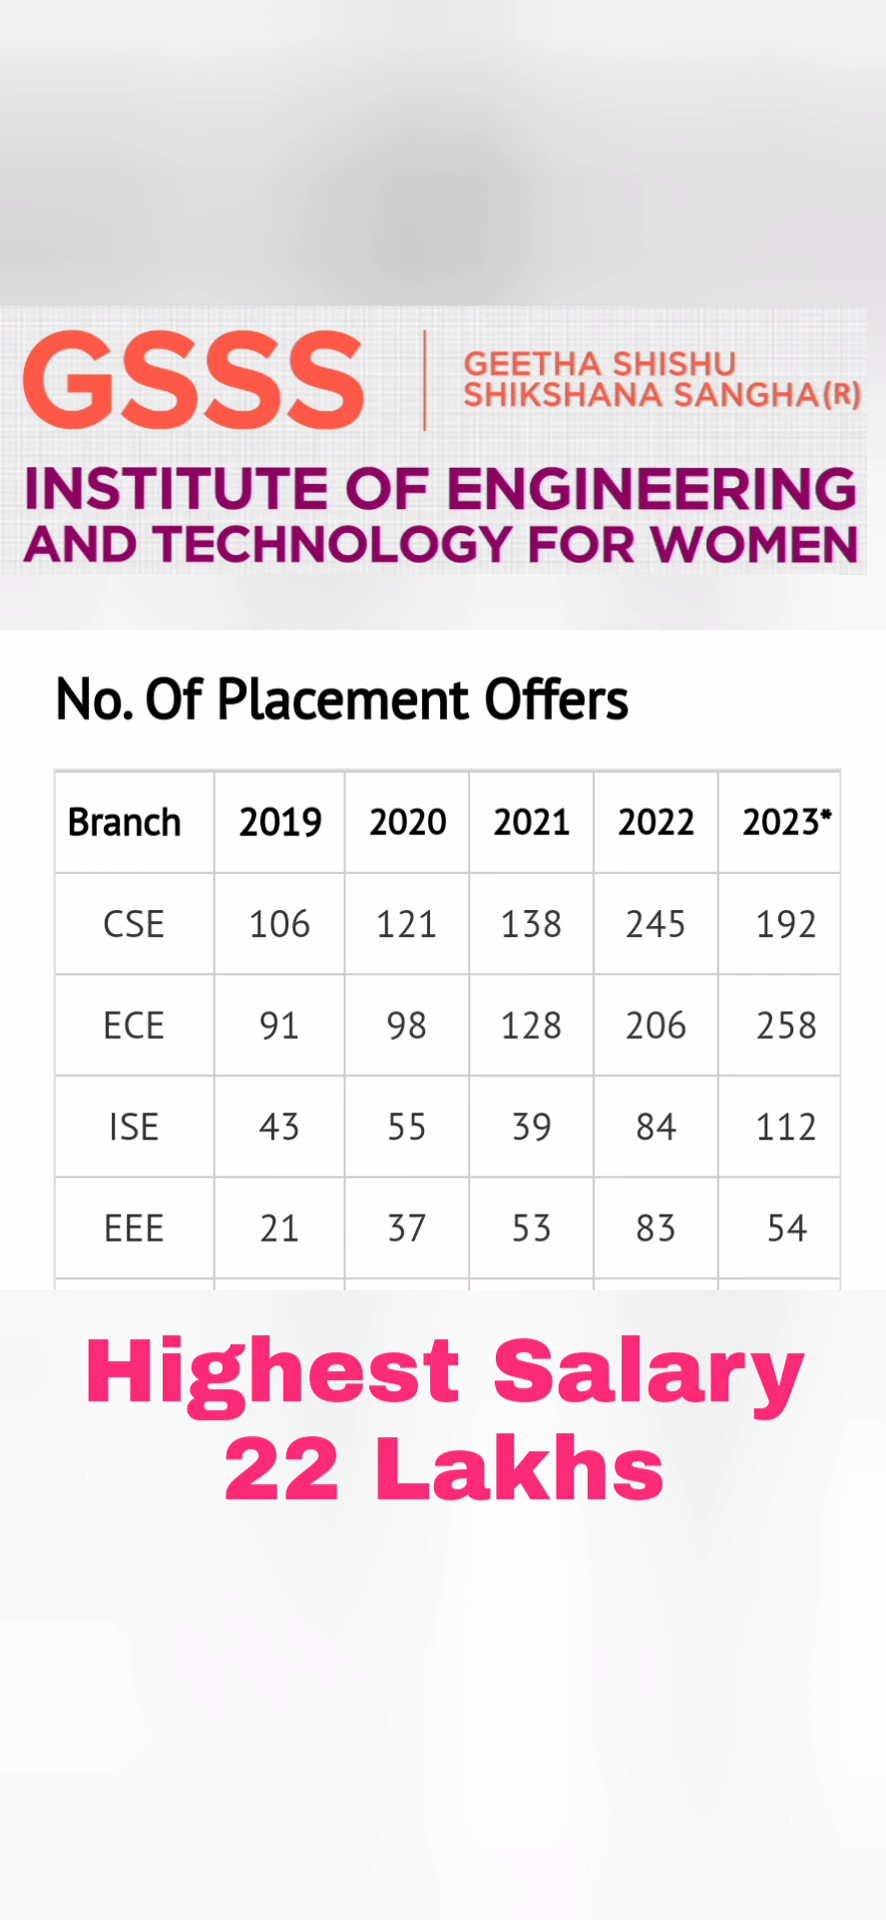 GSSS
GEETHA SHISHU
SHIKSHANA SANGHA(R)
INSTITUTE OF ENGINEERING
AND TECHNOLOGY FOR WOMEN
No. Of Placement Offers
Branch 2019 2020 2021 2022 2023*
CSE 106 121 138 245 192
ECE 91 98 128 206 258
ISE 43 55 39 84 112
EEE 21 37 53 83 54
Highest Salary
22 Lakhs